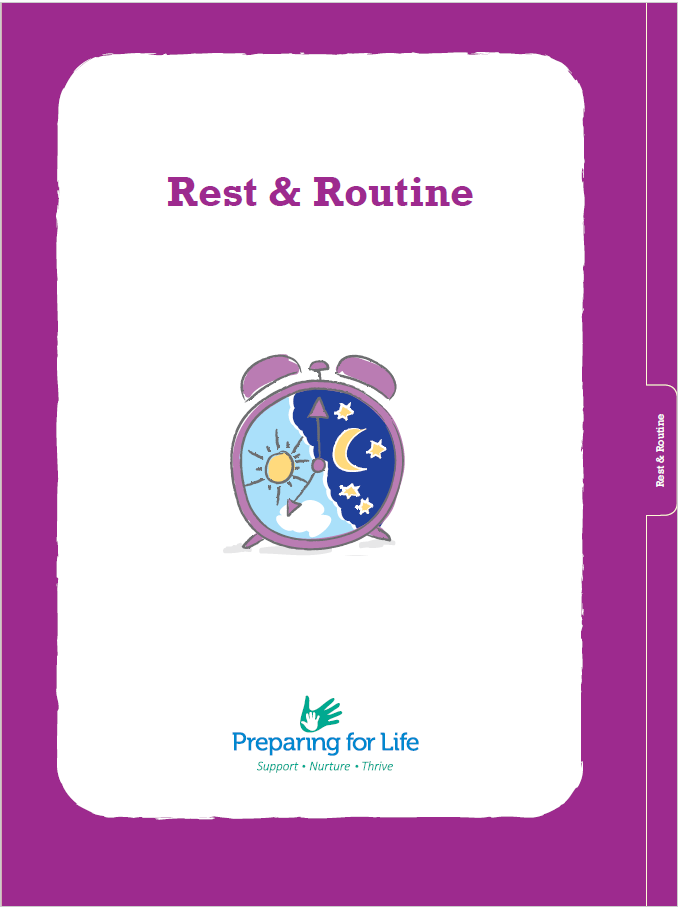 Rest & Routine
Rest & Routine
Preparing for Life
Support • Nurture • Thrive